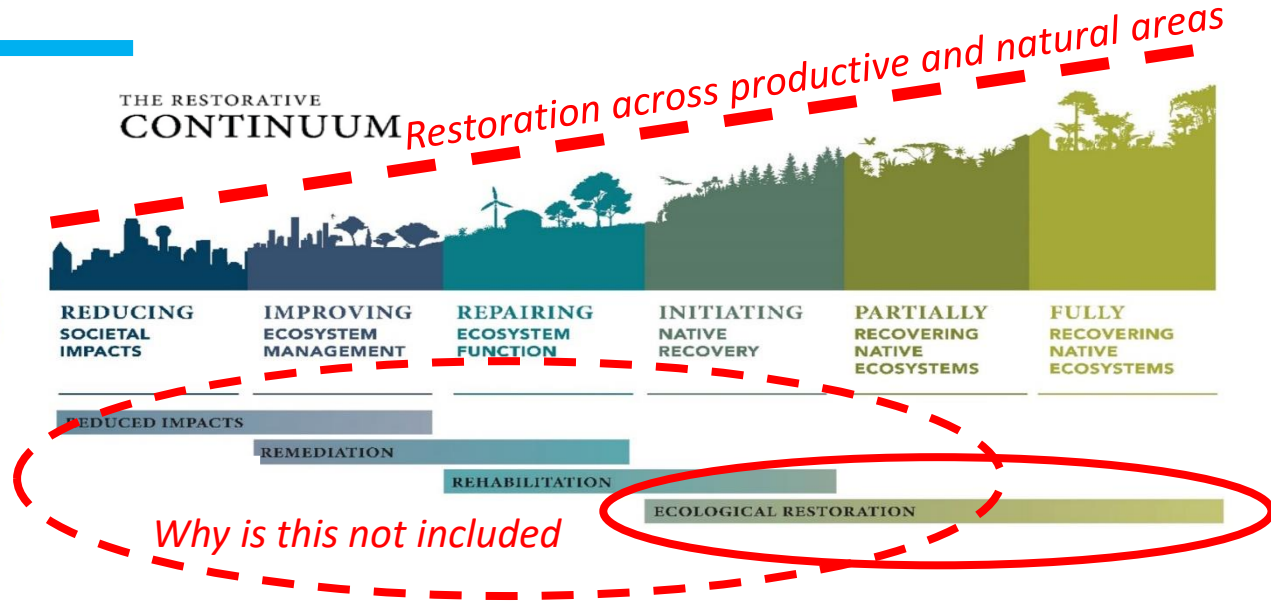 THE RESTORATIVE
CONTINUUM
Restoration across productive and natural areas
REDUCING
SOCIETAL
IMPACTS
IMPROVING
ECOSYSTEM
MANAGEMENT
REPAIRING
ECOSYSTEM
FUNCTION
INITIATING
NATIVE
RECOVERY
PARTIALLY
RECOVERING
NATIVE
ECOSYSTEMS
FULLY
RECOVERING
NATIVE
ECOSYSTEMS
REDUCED IMPACTS
REMEDIATION
REHABILITATION
ECOLOGICAL RESTORATION
Why is this not included